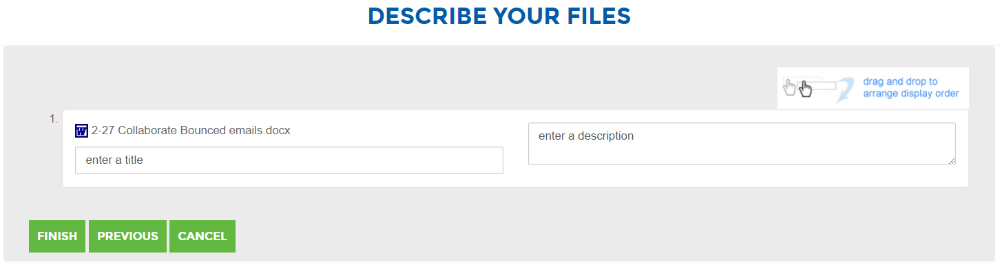 DESCRIBE YOUR FILES
drag and drop to
arrange display order
1.
W 2-27 Collaborate Bounced emails.docx
enter a title
enter a description
FINISH PREVIOUS CANCEL